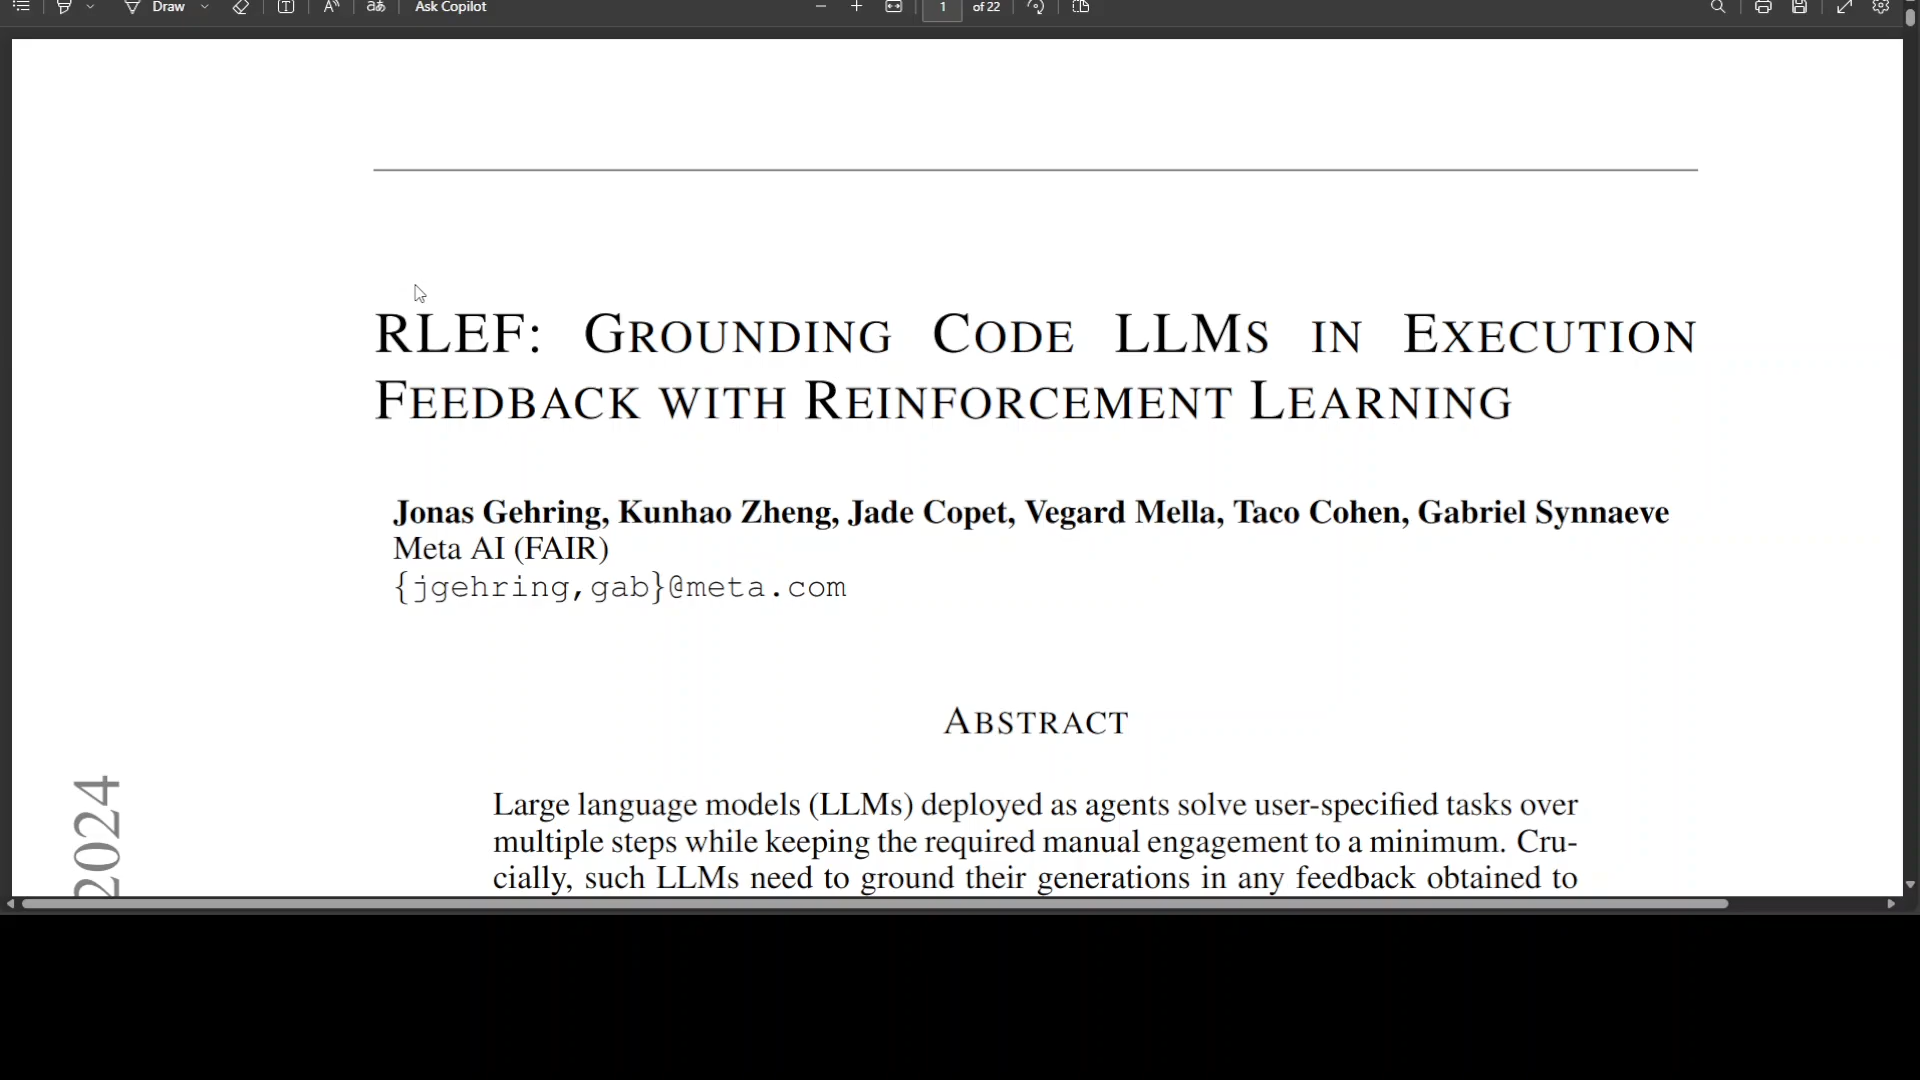 Draw
Ask Copilot
1 of 22
RLEF: GROUNDING CODE LLMS IN EXECUTION
FEEDBACK WITH REINFORCEMENT LEARNING
Jonas Gehring, Kunhao Zheng, Jade Copet, Vegard Mella, Taco Cohen, Gabriel Synnaeve
Meta AI (FAIR)
{jgehring,gab}@meta.com
ABSTRACT
Large language models (LLMs) deployed as agents solve user-specified tasks over
multiple steps while keeping the required manual engagement to a minimum. Cru-
cially, such LLMs need to ground their generations in any feedback obtained to
2024